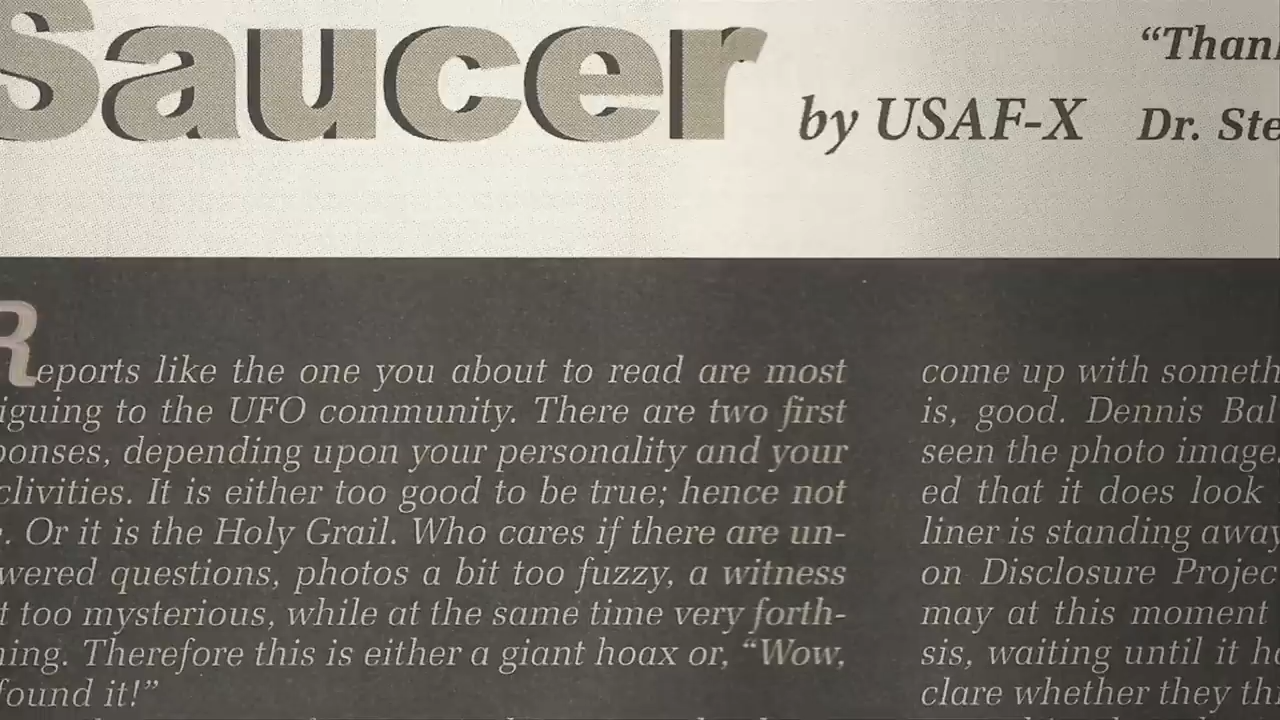 Saucer
by USAF-X
"Than
Dr. Ste
Reports like the one you about to read are most
iguing to the UFO community. There are two first
ponses, depending upon your personality and your
clivities. It is either too good to be true; hence not
. Or it is the Holy Grail. Who cares if there are un-
wered questions, photos a bit too fuzzy, a witness
t too mysterious, while at the same time very forth-
ning. Therefore this is either a giant hoax or, “Wow,
found it!”
come up with someth
is, good. Dennis Bal
seen the photo image
ed that it does look
liner is standing away
on Disclosure Projec
may at this moment
sis, waiting until it ha
clare whether they thi